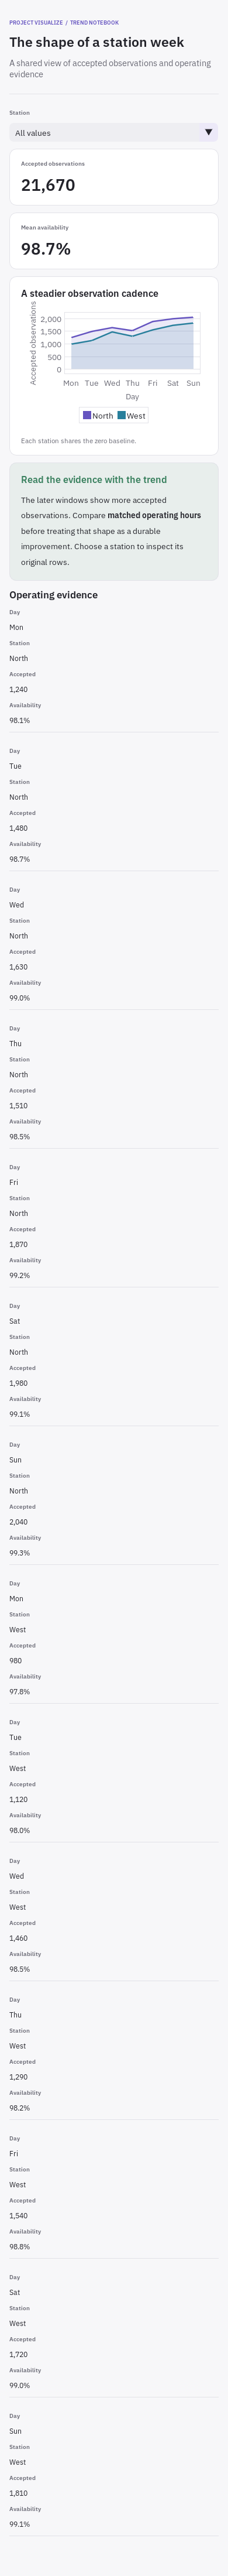 PROJECT VISUALIZE / TREND NOTEBOOK
The shape of a station week
A shared view of accepted observations and operating
evidence
Station
All values
Accepted observations
21,670
Mean availability
98.7%
A steadier observation cadence
Accepted observations
2,000
1,500
1,000
500
0
Mon Tue Wed Thu Fri Sat Sun
Day
North West
Each station shares the zero baseline.
Read the evidence with the trend
The later windows show more accepted
observations. Compare matched operating hours
before treating that shape as a durable
improvement. Choose a station to inspect its
original rows.
Operating evidence
Day
Mon
Station
North
Accepted
1,240
Availability
98.1%
Day
Tue
Station
North
Accepted
1,480
Availability
98.7%
Day
Wed
Station
North
Accepted
1,630
Availability
99.0%
Day
Thu
Station
North
Accepted
1,510
Availability
98.5%
Day
Fri
Station
North
Accepted
1,870
Availability
99.2%
Day
Sat
Station
North
Accepted
1,980
Availability
99.1%
Day
Sun
Station
North
Accepted
2,040
Availability
99.3%
Day
Mon
Station
West
Accepted
980
Availability
97.8%
Day
Tue
Station
West
Accepted
1,120
Availability
98.0%
Day
Wed
Station
West
Accepted
1,460
Availability
98.5%
Day
Thu
Station
West
Accepted
1,290
Availability
98.2%
Day
Fri
Station
West
Accepted
1,540
Availability
98.8%
Day
Sat
Station
West
Accepted
1,720
Availability
99.0%
Day
Sun
Station
West
Accepted
1,810
Availability
99.1%